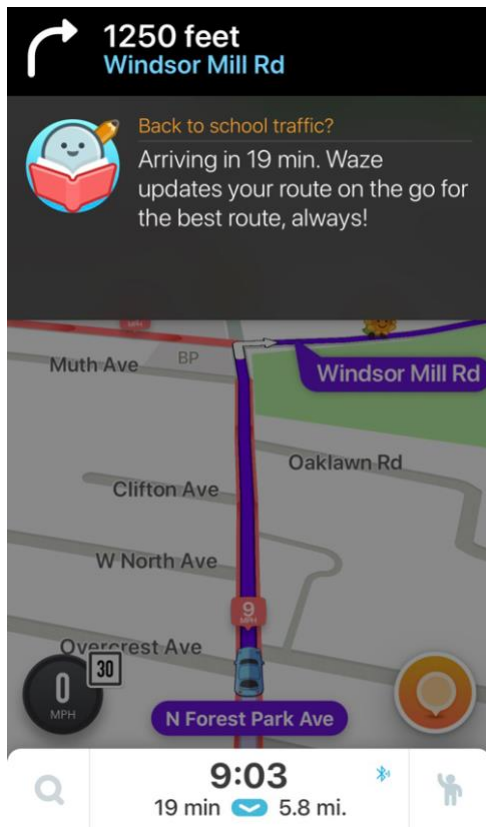 1250 feet
Windsor Mill Rd
Back to school traffic?
Arriving in 19 min. Waze
updates your route on the go for
the best route, always!
MPH
Muth Ave
BP
Windsor Mill Rd
Oaklawn Rd
Clifton Ave
W North Ave
9
MPH
Overcrest Ave
30
0
MPH
N Forest Park Ave
9:03
19 min
5.8 mi.